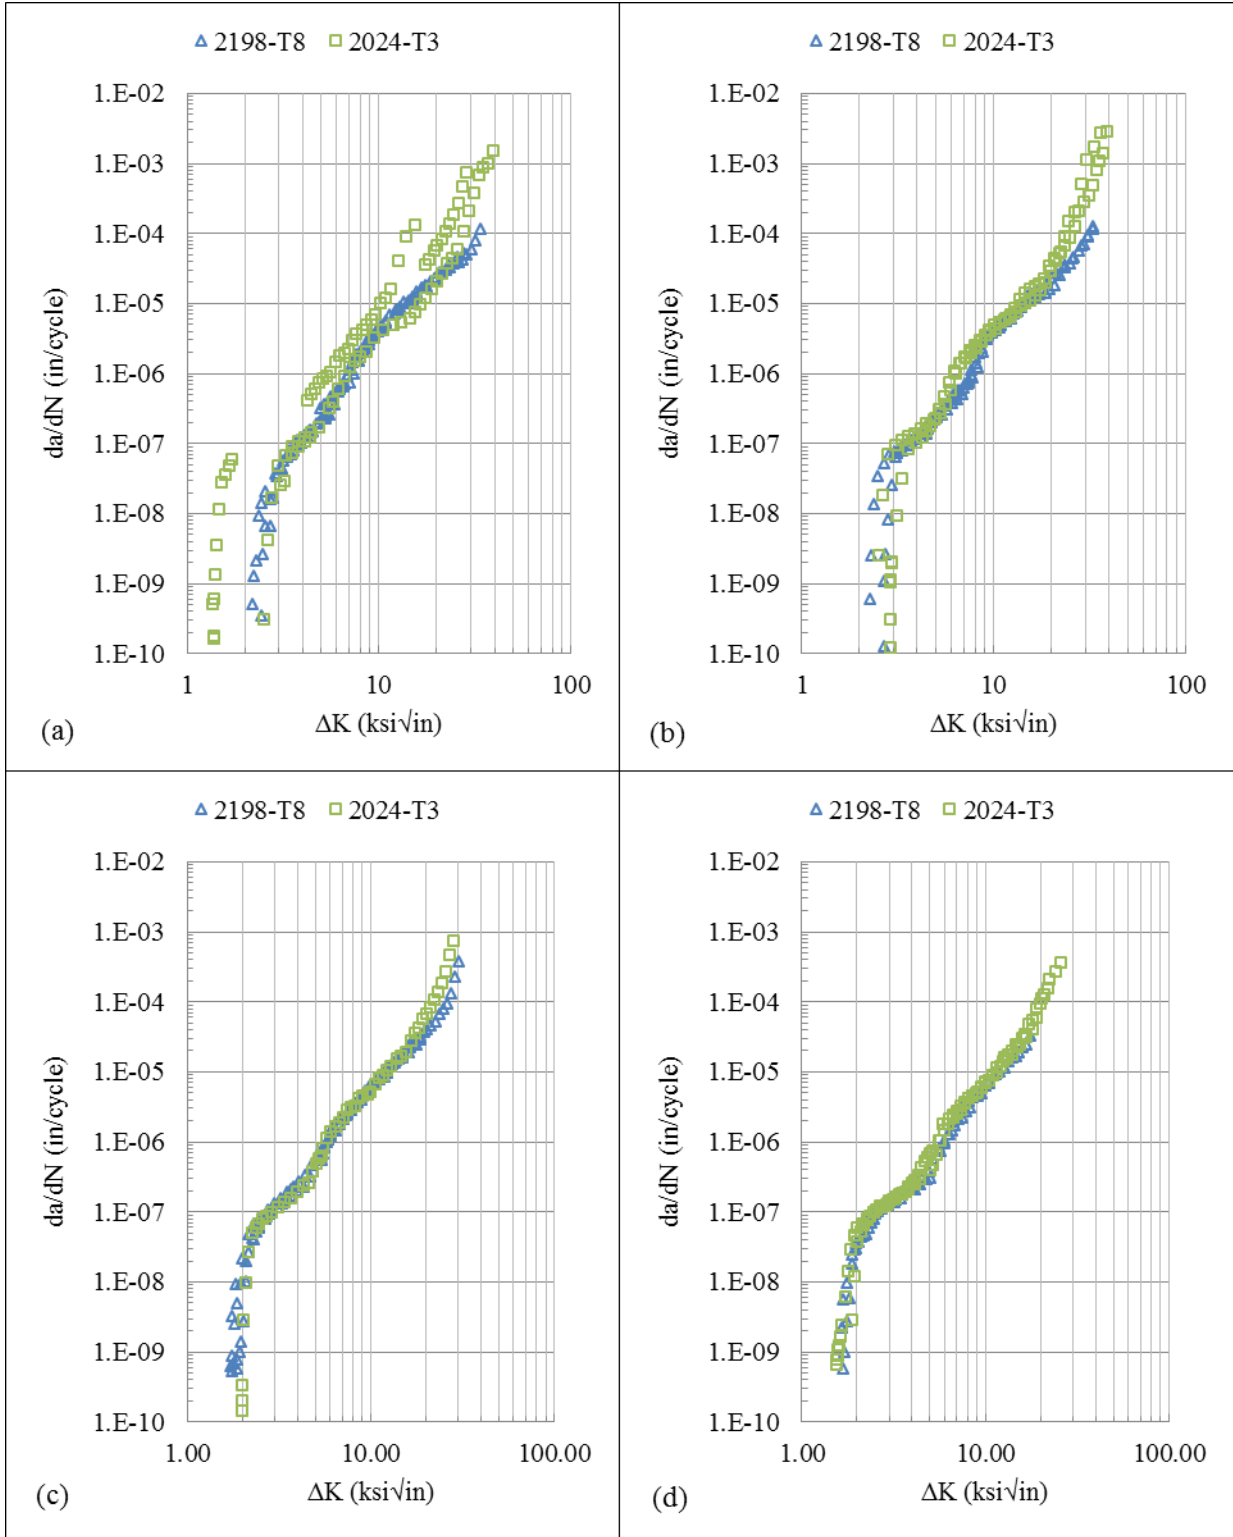 2198-T8 2024-T3
1.E-02
1.E-03
1.E-04
1.E-05
1.E-06
1.E-07
1.E-08
1.E-09
1.E-10
da/dN (in/cycle)
1 10 100
ΔK (ksi√in)
(a)
2198-T8 2024-T3
1.E-02
1.E-03
1.E-04
1.E-05
1.E-06
1.E-07
1.E-08
1.E-09
1.E-10
da/dN (in/cycle)
1 10 100
ΔK (ksi√in)
(b)
2198-T8 2024-T3
1.E-02
1.E-03
1.E-04
1.E-05
1.E-06
1.E-07
1.E-08
1.E-09
1.E-10
da/dN (in/cycle)
1.00 10.00 100.00
ΔK (ksi√in)
(c)
2198-T8 2024-T3
1.E-02
1.E-03
1.E-04
1.E-05
1.E-06
1.E-07
1.E-08
1.E-09
1.E-10
da/dN (in/cycle)
1.00 10.00 100.00
ΔK (ksi√in)
(d)